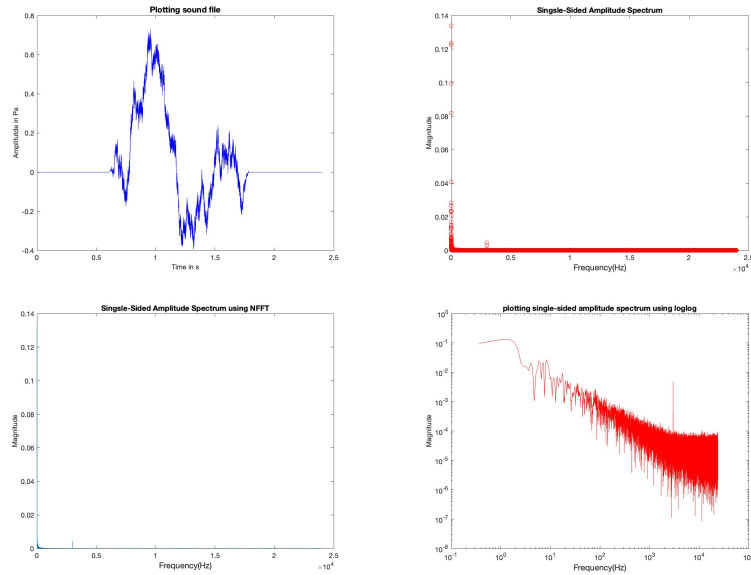 Plotting sound file
0.8
0.6
0.4
0.2
0
-0.2
-0.4
Amplitutde in Pa
0 0.5 1 1.5 2 2.5
Time in s
Singsle-Sided Amplitude Spectrum
0.14
0.12
0.1
0.08
0.06
0.04
0.02
0
Magnitude
0 0.5 1 1.5 2 2.5
×10⁴
Frequency(Hz)
Singsle-Sided Amplitude Spectrum using NFFT
0.14
0.12
0.1
0.08
0.06
0.04
0.02
0
Magnitude
0 0.5 1 1.5 2 2.5
×10⁴
Frequency(Hz)
plotting single-sided amplitude spectrum using loglog
10⁰
10⁻¹
10⁻²
10⁻³
10⁻⁴
10⁻⁵
10⁻⁶
10⁻⁷
10⁻⁸
Magnitude
10⁻¹ 10⁰ 10¹ 10² 10³ 10⁴
Frequency(Hz)